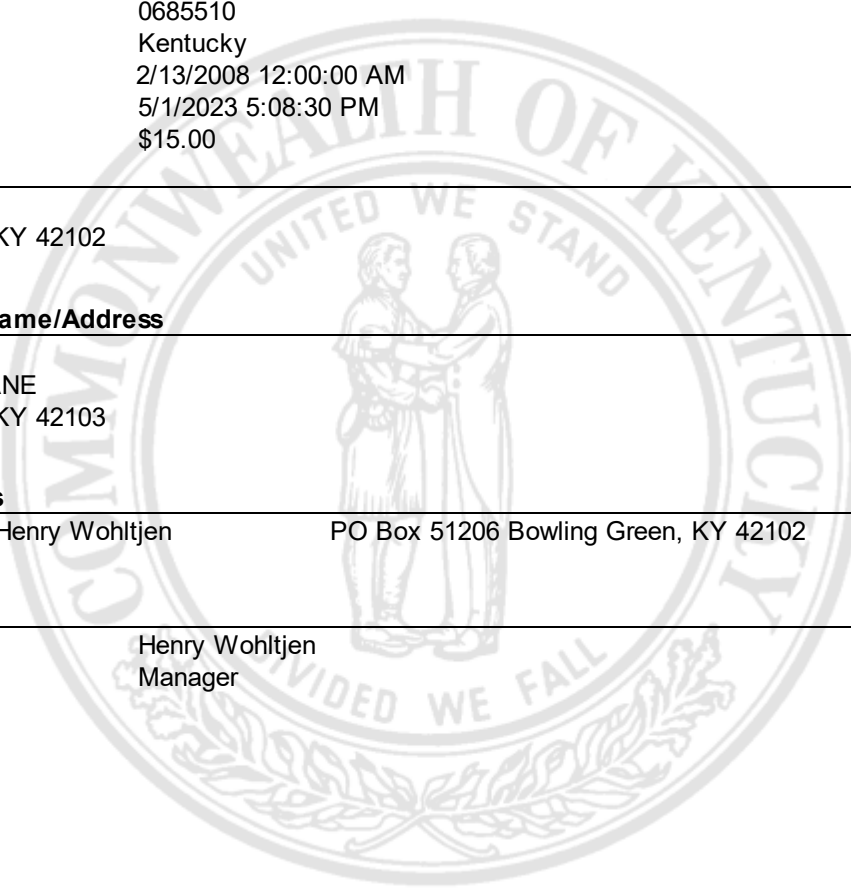 0685510
Kentucky
2/13/2008 12:00:00 AM
5/1/2023 5:08:30 PM
$15.00
KY 42102
ame/Address
ANE
KY 42103
s
Henry Wohltjen PO Box 51206 Bowling Green, KY 42102
Henry Wohltjen
Manager
COMMONWEALTH OF KENTUCKY
UNITED WE STAND
DIVIDED WE FALL